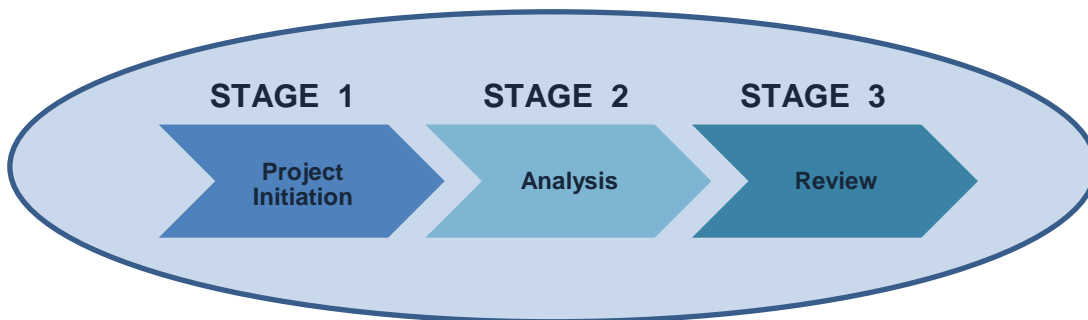 STAGE 1 STAGE 2 STAGE 3
Project
Initiation
Analysis
Review